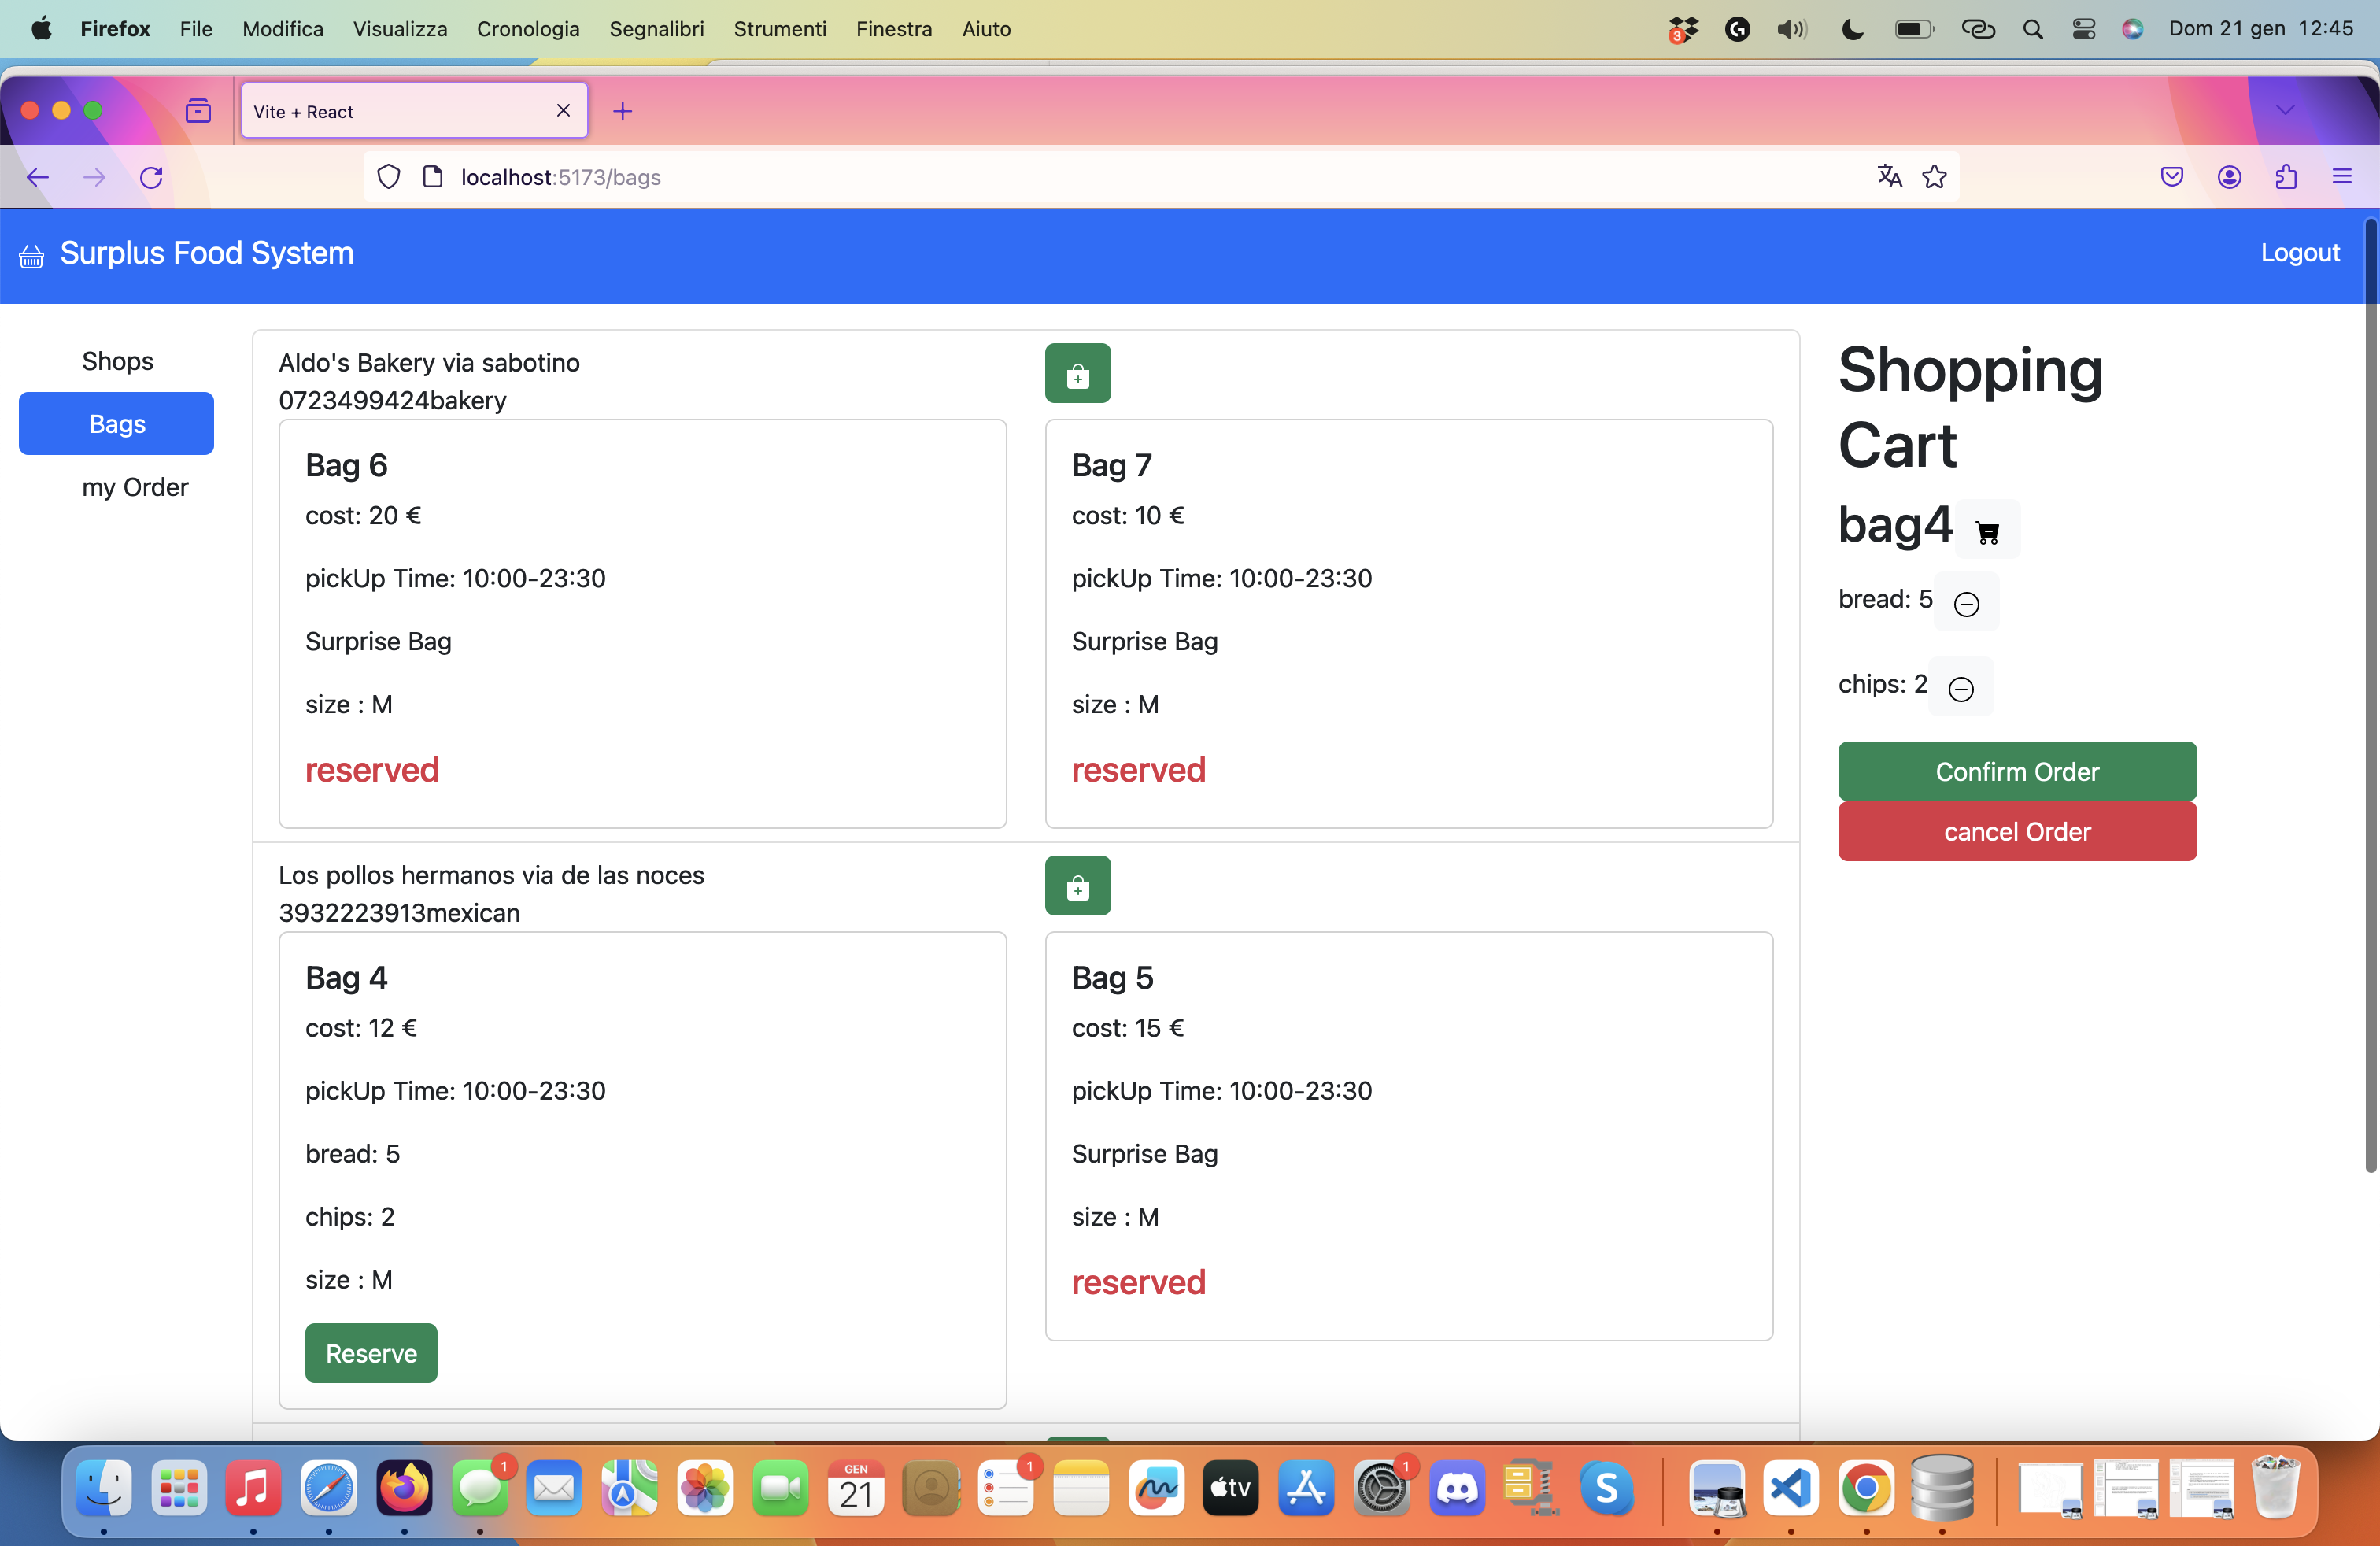 Firefox File Modifica Visualizza Cronologia Segnalibri Strumenti Finestra Aiuto
3
Dom 21 gen 12:45
Vite + React
localhost:5173/bags
Surplus Food System
Logout
Shops
Bags
my Order
Aldo's Bakery via sabotino
0723499424bakery
Bag 6
cost: 20 €
pickUp Time: 10:00-23:30
Surprise Bag
size : M
reserved
Bag 7
cost: 10 €
pickUp Time: 10:00-23:30
Surprise Bag
size : M
reserved
Los pollos hermanos via de las noces
3932223913mexican
Bag 4
cost: 12 €
pickUp Time: 10:00-23:30
bread: 5
chips: 2
size : M
Reserve
Bag 5
cost: 15 €
pickUp Time: 10:00-23:30
Surprise Bag
size : M
reserved
Shopping
Cart
bag4
bread: 5
chips: 2
Confirm Order
cancel Order
1
GEN
21
1
tv
1